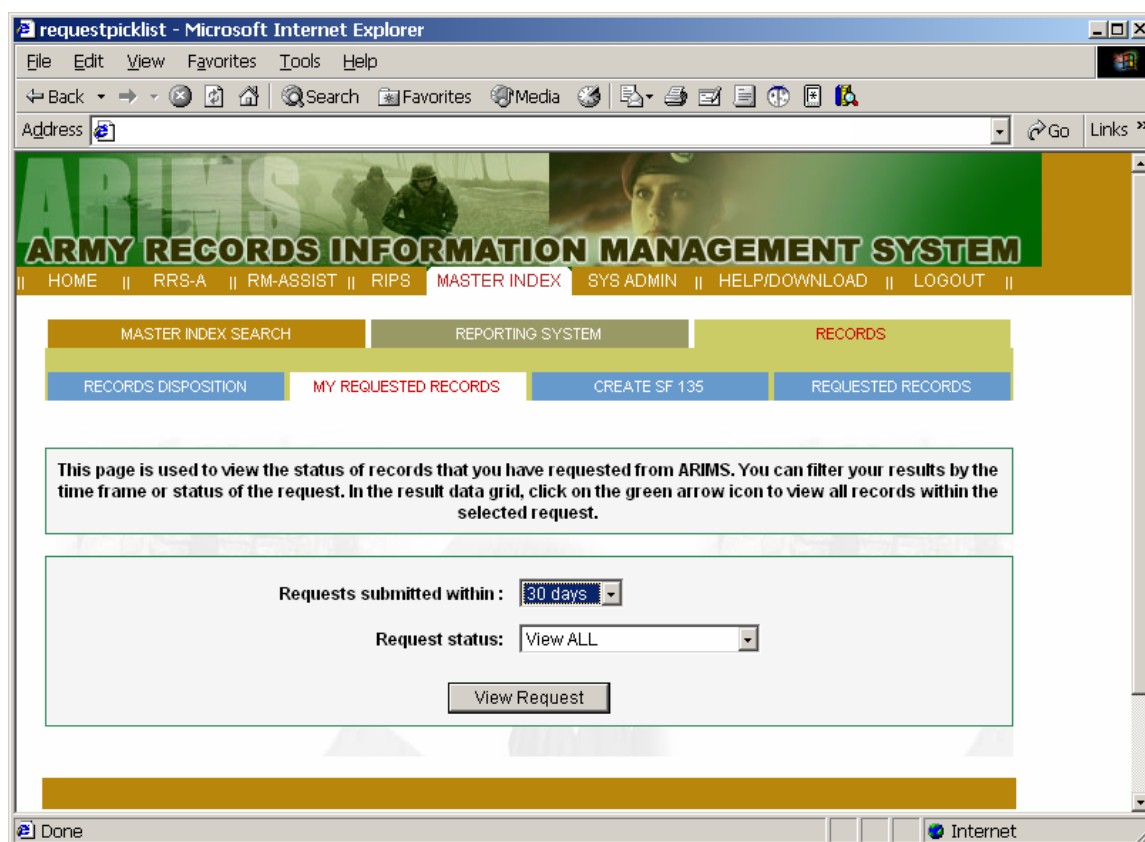 requestpicklist - Microsoft Internet Explorer
File Edit View Favorites Tools Help
Back Search Favorites Media
Address Go Links »
ARIMS
ARMY RECORDS INFORMATION MANAGEMENT SYSTEM
|| HOME || RRS-A || RM-ASSIST || RIPS MASTER INDEX SYS ADMIN || HELP/DOWNLOAD || LOGOUT ||
MASTER INDEX SEARCH REPORTING SYSTEM RECORDS
RECORDS DISPOSITION MY REQUESTED RECORDS CREATE SF 135 REQUESTED RECORDS
This page is used to view the status of records that you have requested from ARIMS. You can filter your results by the
time frame or status of the request. In the result data grid, click on the green arrow icon to view all records within the
selected request.
Requests submitted within : 30 days
Request status: View ALL
View Request
Done Internet